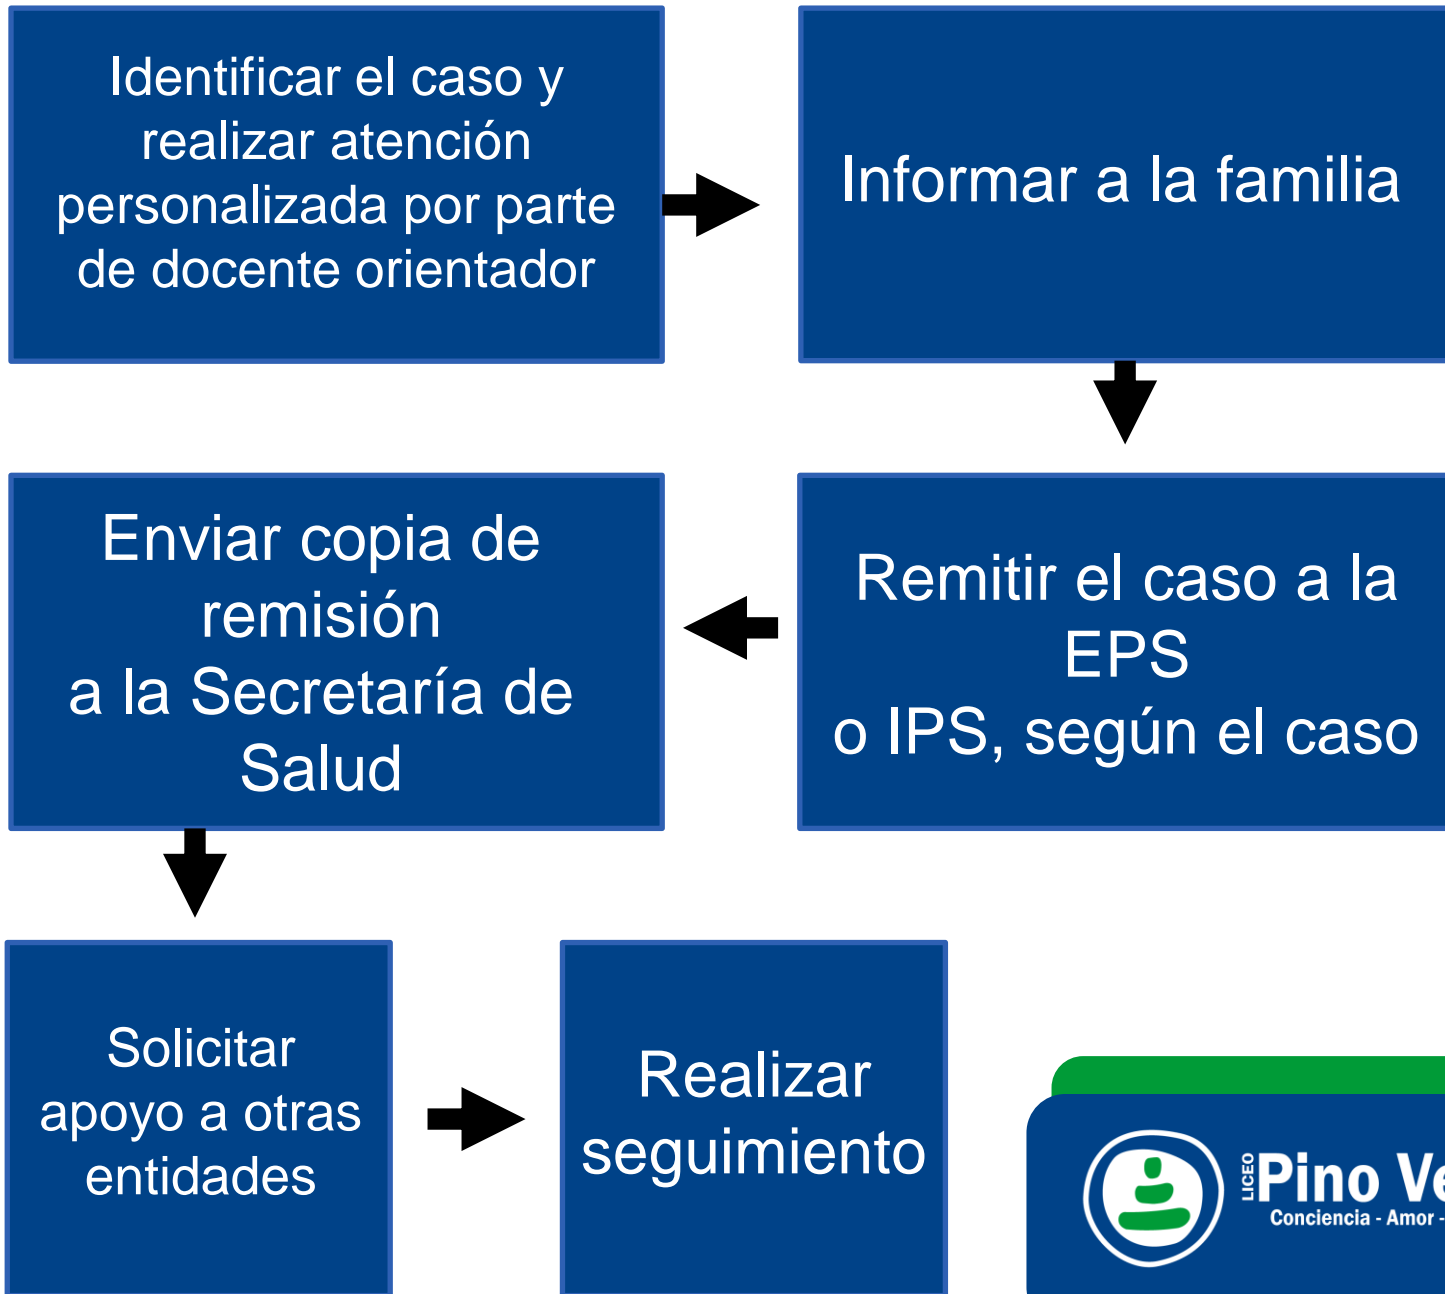 Identificar el caso y
realizar atención
personalizada por parte
de docente orientador
Informar a la familia
Remitir el caso a la
EPS
o IPS, según el caso
Enviar copia de
remisión
a la Secretaría de
Salud
Solicitar
apoyo a otras
entidades
Realizar
seguimiento
LICEO
Pino Ve
Conciencia - Amor -